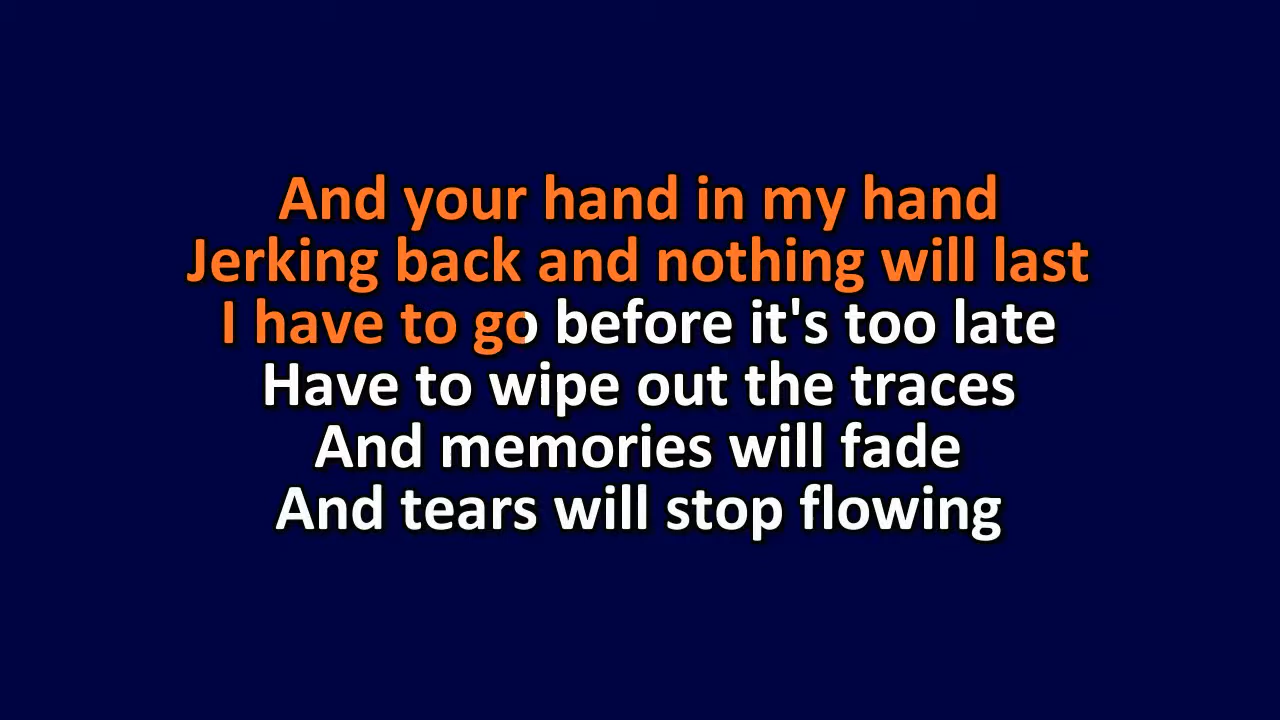 And your hand in my hand
Jerking back and nothing will last
I have to go before it's too late
Have to wipe out the traces
And memories will fade
And tears will stop flowing